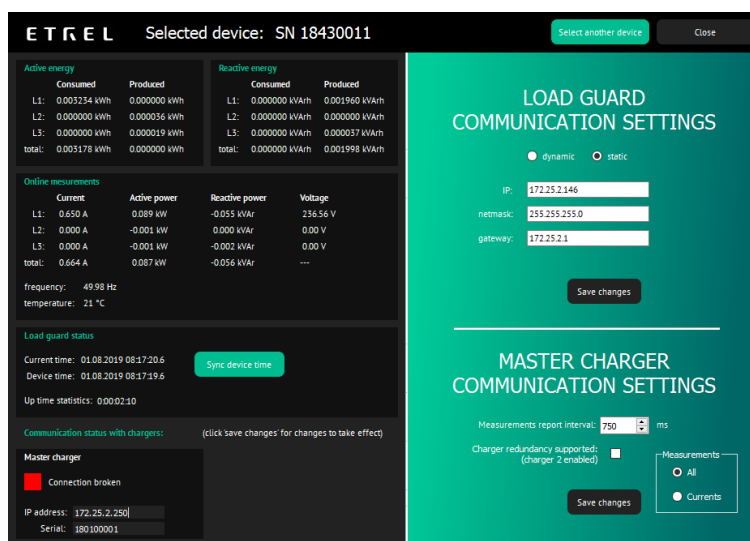 ETREL Selected device: SN 18430011 Select another device Close
Active energy
Consumed Produced
L1: 0.003234 kWh 0.000000 kWh
L2: 0.000000 kWh 0.000036 kWh
L3: 0.000000 kWh 0.000019 kWh
total: 0.003178 kWh 0.000000 kWh
Reactive energy
Consumed Produced
L1: 0.000000 kVArh 0.001960 kVArh
L2: 0.000000 kVArh 0.000000 kVArh
L3: 0.000000 kVArh 0.000037 kVArh
total: 0.000000 kVArh 0.001998 kVArh
Online mesurements
Current Active power Reactive power Voltage
L1: 0.650 A 0.089 kW -0.055 kVAr 236.56 V
L2: 0.000 A -0.001 kW 0.000 kVAr 0.00 V
L3: 0.000 A -0.001 kW -0.002 kVAr 0.00 V
total: 0.664 A 0.087 kW -0.056 kVAr ---
frequency: 49.98 Hz
temperature: 21 °C
Load guard status
Current time: 01.08.2019 08:17:20.6
Device time: 01.08.2019 08:17:19.6
Sync device time
Up time statistics: 0:00:02:10
Communication status with chargers: (click 'save changes' for changes to take effect)
Master charger
Connection broken
IP address: 172.25.2.250
Serial: 180100001
LOAD GUARD
COMMUNICATION SETTINGS
dynamic static
IP: 172.25.2.146
netmask: 255.255.255.0
gateway: 172.25.2.1
Save changes
MASTER CHARGER
COMMUNICATION SETTINGS
Measurements report interval: 750 ms
Charger redundancy supported:
(charger 2 enabled)
Measurements
All
Currents
Save changes